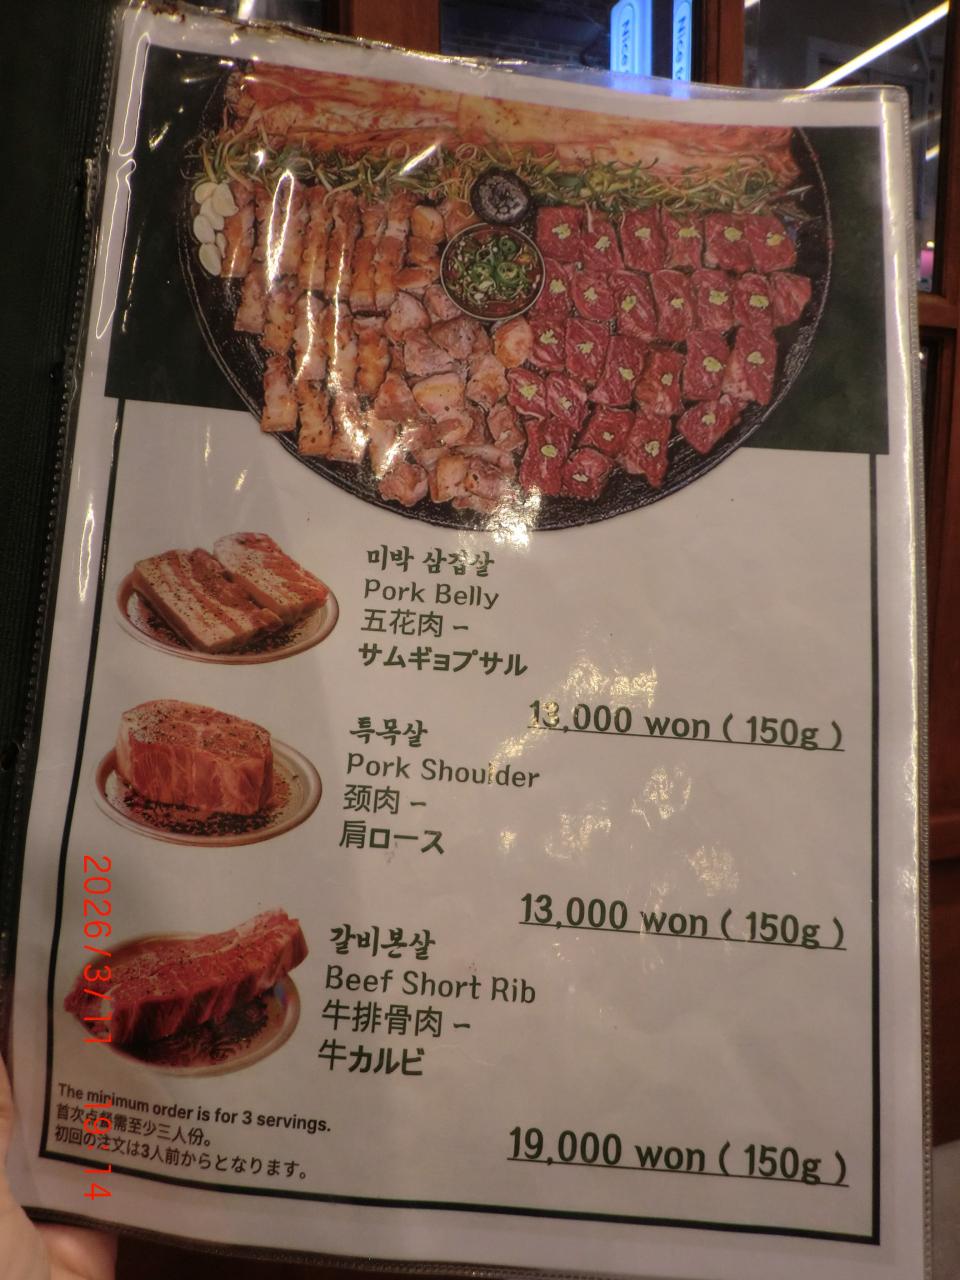 Nice t
Nice t
미박 삼겹살
Pork Belly
五花肉 –
サムギョプサル
13,000 won ( 150g )
특목살
Pork Shoulder
颈肉 –
肩ロース
13,000 won ( 150g )
갈비본살
Beef Short Rib
牛排骨肉 –
牛カルビ
19,000 won ( 150g )
The minimum order is for 3 servings.
首次点餐需至少三人份。
初回の注文は3人前からとなります。
2026/3/11 19:14